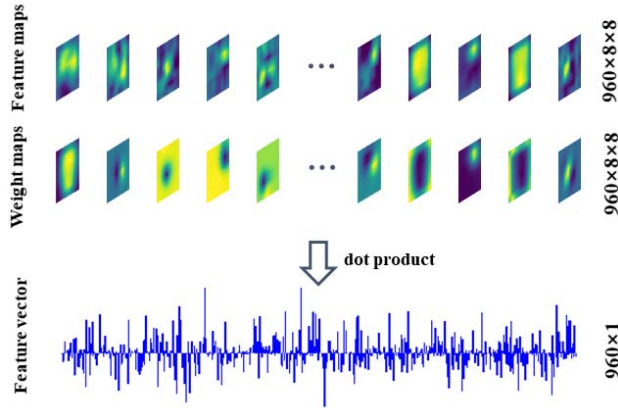 Feature maps
960×8×8
Weight maps
960×8×8
dot product
Feature vector
960×1